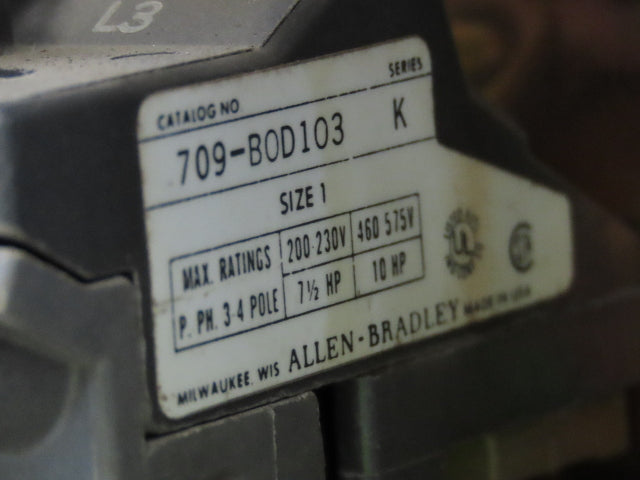 L3
CATALOG NO SERIES
709-BOD103 K
SIZE 1
MAX. RATINGS 200-230V 460 575V
P. PH. 3-4 POLE 7½ HP 10 HP
MILWAUKEE, WIS ALLEN-BRADLEY MADE IN USA